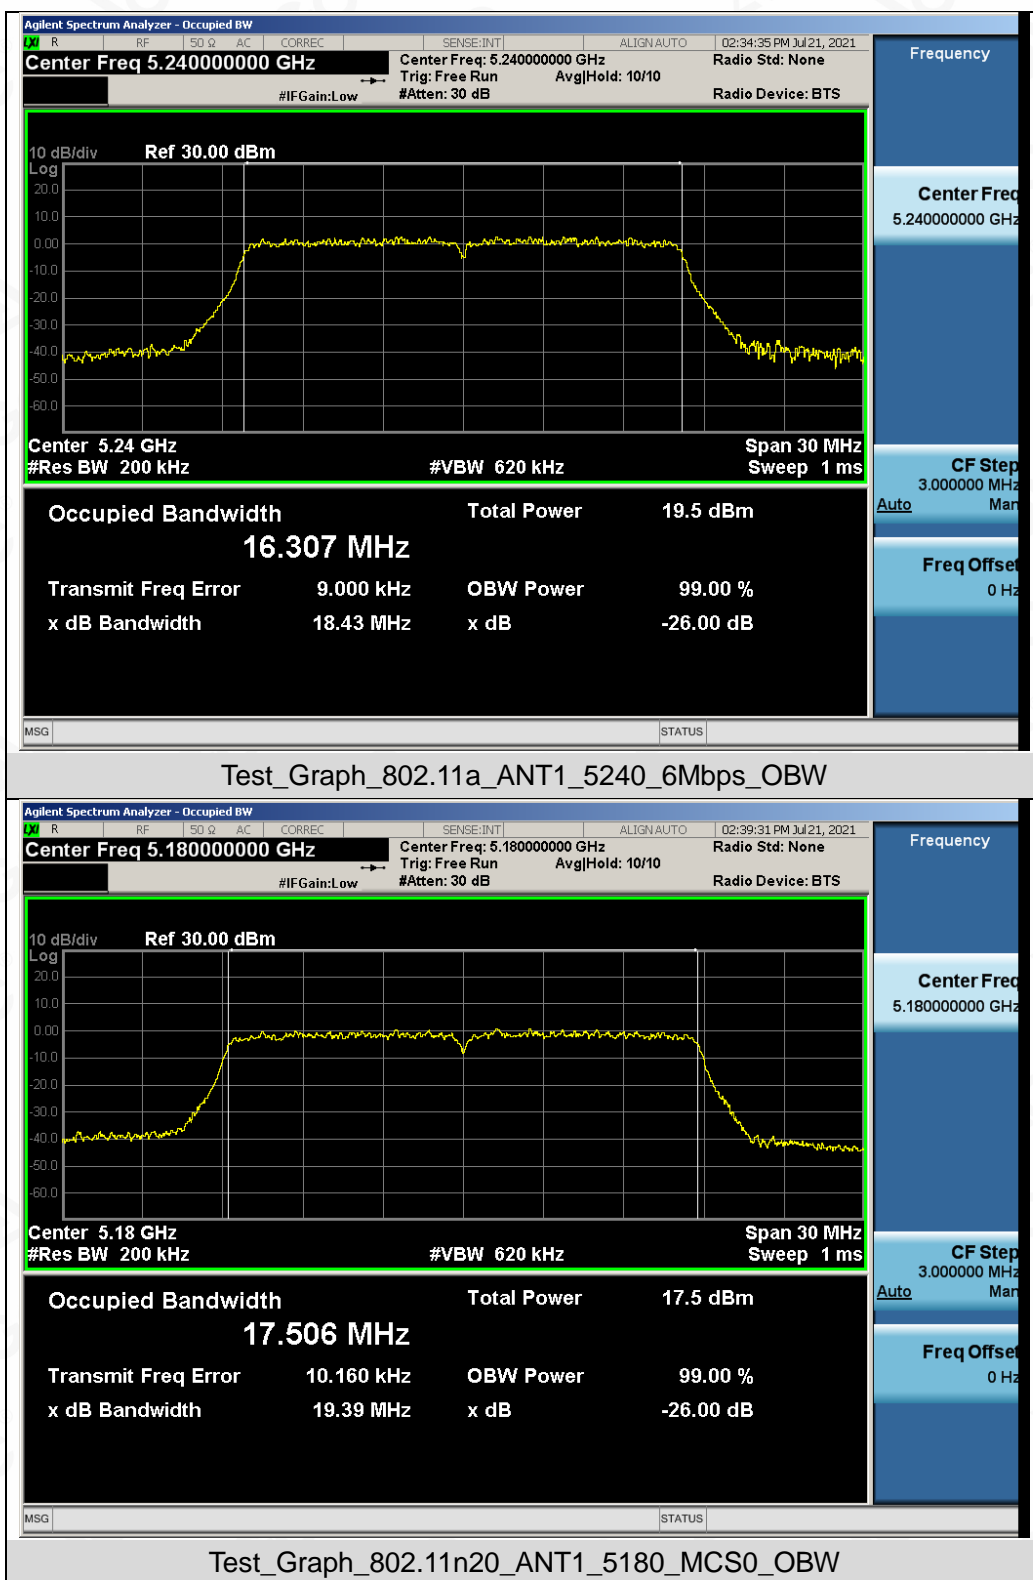 Agilent Spectrum Analyzer - Occupied BW
LXI R RF 50 Ω AC CORREC SENSE:INT ALIGN AUTO 02:34:35 PM Jul 21, 2021
Center Freq 5.240000000 GHz Center Freq: 5.240000000 GHz Radio Std: None Frequency
Trig: Free Run Avg|Hold: 10/10
#IFGain:Low #Atten: 30 dB Radio Device: BTS
10 dB/div Ref 30.00 dBm
Log
20.0
10.0
0.00
-10.0
-20.0
-30.0
-40.0
-50.0
-60.0
Center Freq
5.240000000 GHz
Center 5.24 GHz Span 30 MHz
#Res BW 200 kHz #VBW 620 kHz Sweep 1 ms
CF Step
3.000000 MHz
Auto Man
Occupied Bandwidth Total Power 19.5 dBm
16.307 MHz
Freq Offset
0 Hz
Transmit Freq Error 9.000 kHz OBW Power 99.00 %
x dB Bandwidth 18.43 MHz x dB -26.00 dB
MSG STATUS
Test_Graph_802.11a_ANT1_5240_6Mbps_OBW
Agilent Spectrum Analyzer - Occupied BW
LXI R RF 50 Ω AC CORREC SENSE:INT ALIGN AUTO 02:39:31 PM Jul 21, 2021
Center Freq 5.180000000 GHz Center Freq: 5.180000000 GHz Radio Std: None Frequency
Trig: Free Run Avg|Hold: 10/10
#IFGain:Low #Atten: 30 dB Radio Device: BTS
10 dB/div Ref 30.00 dBm
Log
20.0
10.0
0.00
-10.0
-20.0
-30.0
-40.0
-50.0
-60.0
Center Freq
5.180000000 GHz
Center 5.18 GHz Span 30 MHz
#Res BW 200 kHz #VBW 620 kHz Sweep 1 ms
CF Step
3.000000 MHz
Auto Man
Occupied Bandwidth Total Power 17.5 dBm
17.506 MHz
Freq Offset
0 Hz
Transmit Freq Error 10.160 kHz OBW Power 99.00 %
x dB Bandwidth 19.39 MHz x dB -26.00 dB
MSG STATUS
Test_Graph_802.11n20_ANT1_5180_MCS0_OBW